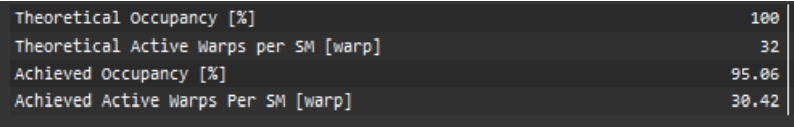 Theoretical Occupancy [%] 100
Theoretical Active Warps per SM [warp] 32
Achieved Occupancy [%] 95.06
Achieved Active Warps Per SM [warp] 30.42